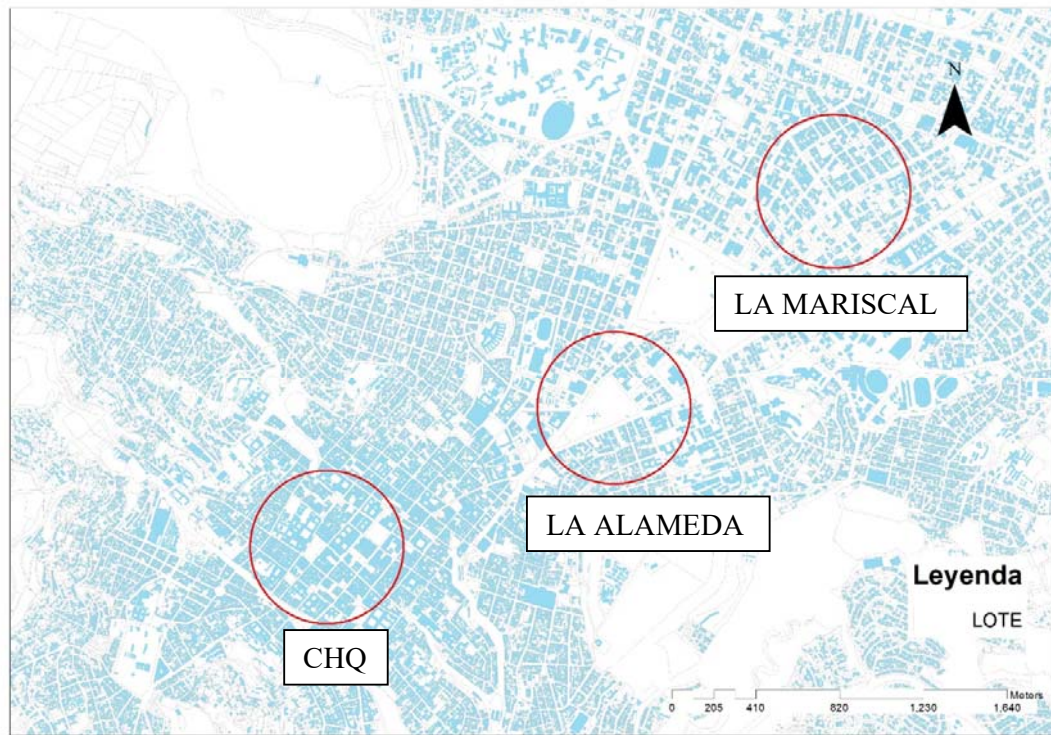 N
LA MARISCAL
LA ALAMEDA
CHQ
Leyenda
LOTE
Meters
0 205 410 820 1,230 1,640